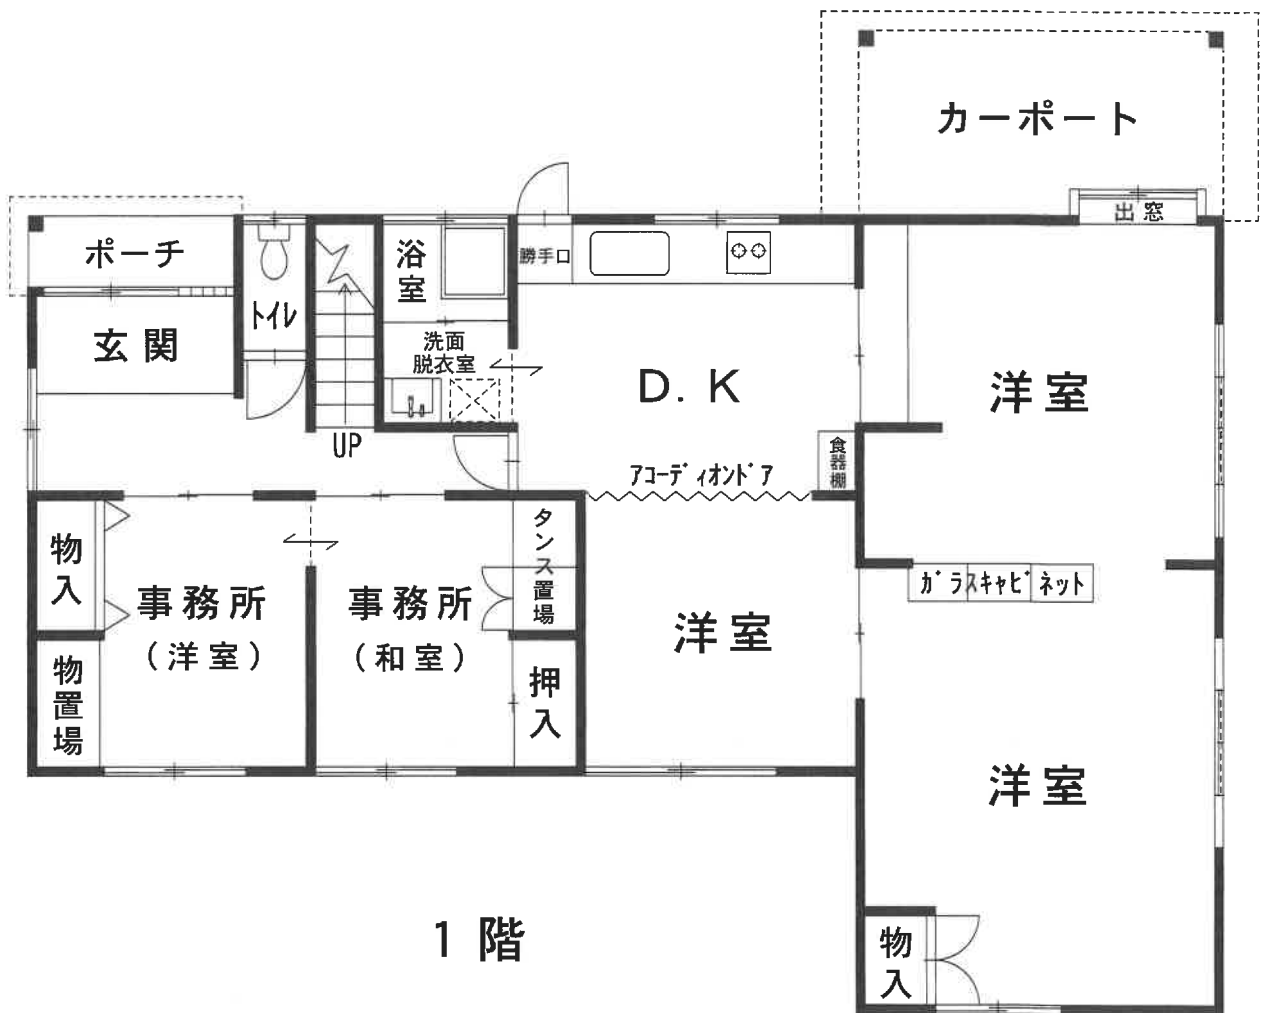 カーポート
出窓
ポーチ
トイレ
浴室
勝手口
玄関
洗面
脱衣室
D.K
洋室
UP
食器棚
アコーディオンドア
物入
タンス置場
ガラスキャビネット
事務所
(洋室)
事務所
(和室)
洋室
物置場
押入
洋室
1階
物入